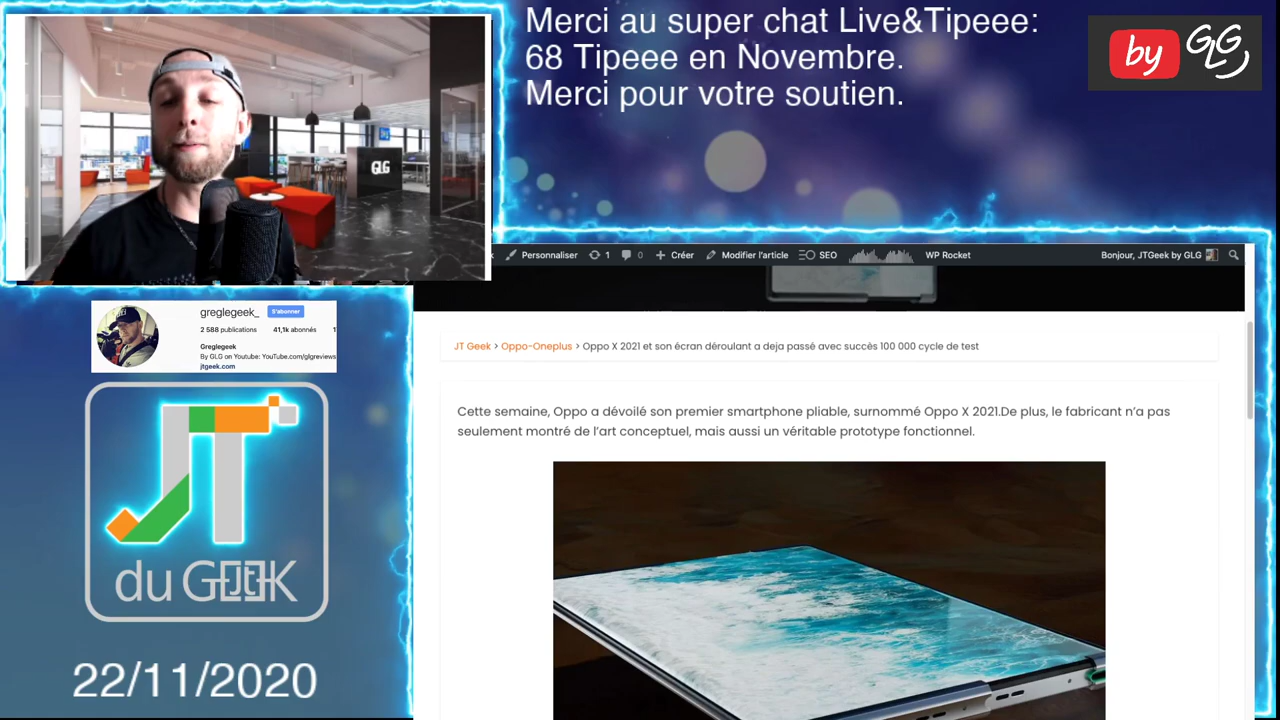 Merci au super chat Live&Tipeee:
68 Tipeee en Novembre.
Merci pour votre soutien.
by GLG
GLG
Personnaliser 1 0 Créer Modifier l'article SEO WP Rocket Bonjour, JTGeek by GLG
greglegeek_ S'abonner
2 588 publications 41,1k abonnés 1
Greglegeek
By GLG on Youtube: YouTube.com/glgreviews
jtgeek.com
JT Geek > Oppo-Oneplus > Oppo X 2021 et son écran déroulant a deja passé avec succès 100 000 cycle de test
Cette semaine, Oppo a dévoilé son premier smartphone pliable, surnommé Oppo X 2021.De plus, le fabricant n'a pas
seulement montré de l'art conceptuel, mais aussi un véritable prototype fonctionnel.
JT
du GEEK
22/11/2020